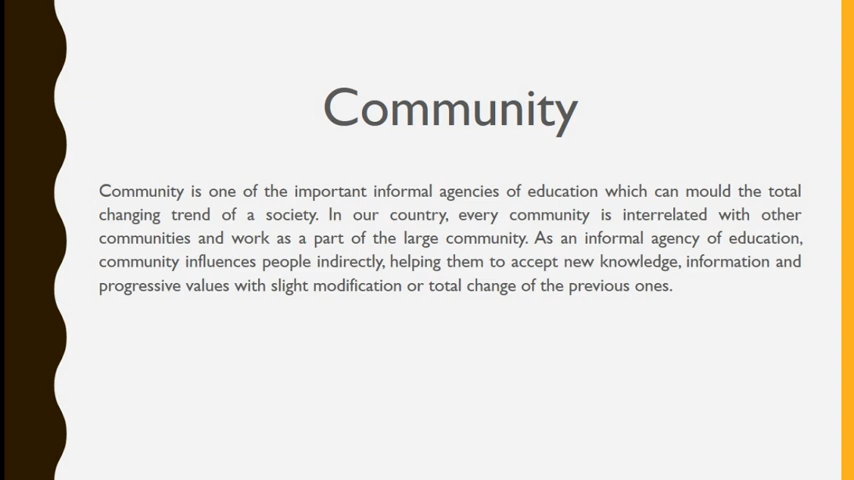 Community
Community is one of the important informal agencies of education which can mould the total
changing trend of a society. In our country, every community is interrelated with other
communities and work as a part of the large community. As an informal agency of education,
community influences people indirectly, helping them to accept new knowledge, information and
progressive values with slight modification or total change of the previous ones.